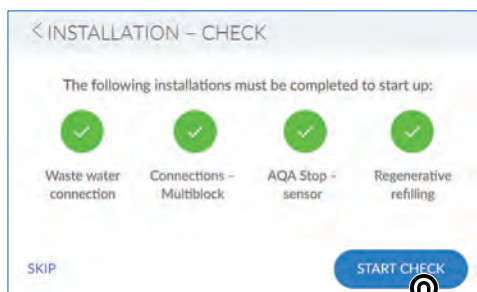 INSTALLATION – CHECK
The following installations must be completed to start up:
Waste water connection
Connections – Multiblock
AQA Stop – sensor
Regenerative refilling
SKIP
START CHECK